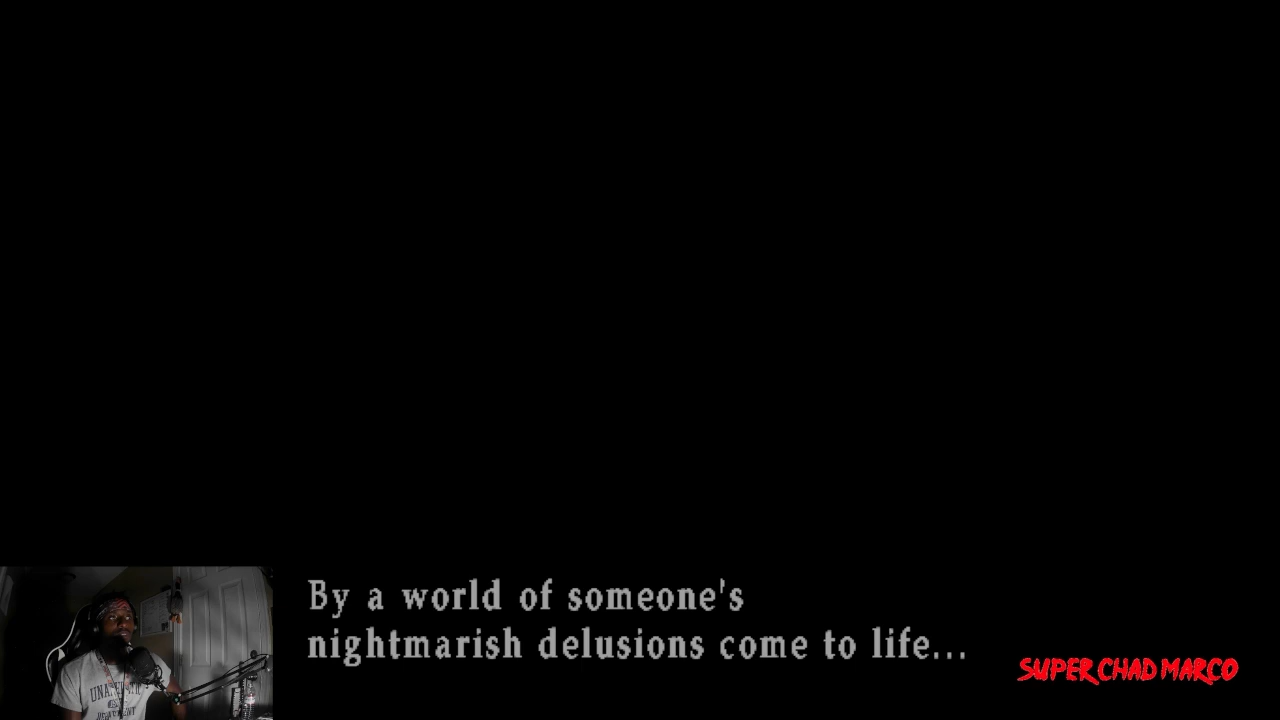 By a world of someone's
nightmarish delusions come to life...
SUPER CHAD MARCO